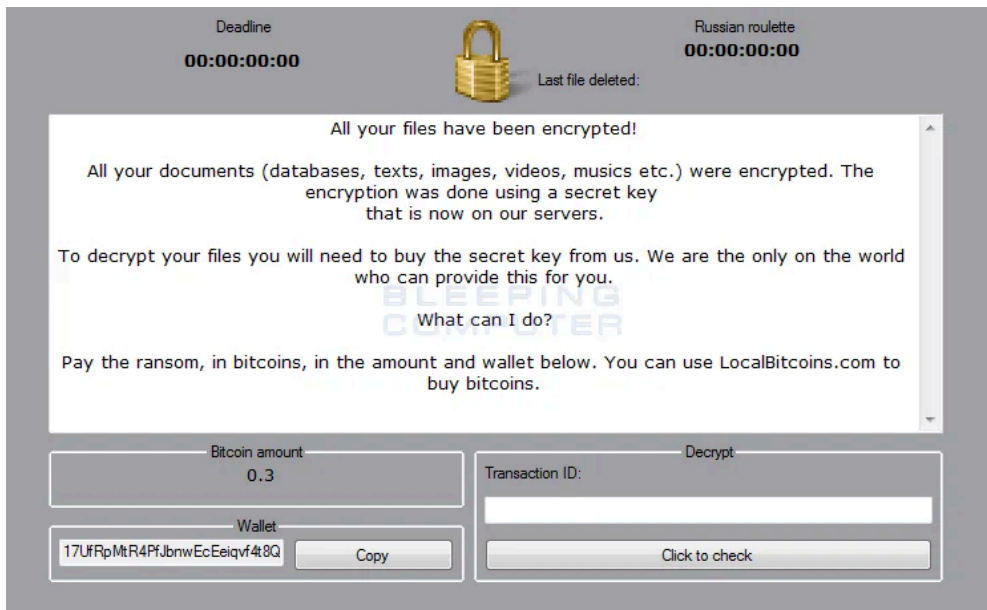 Deadline
Russian roulette
00:00:00:00
00:00:00:00
Last file deleted:
All your files have been encrypted!
All your documents (databases, texts, images, videos, musics etc.) were encrypted. The
encryption was done using a secret key
that is now on our servers.
To decrypt your files you will need to buy the secret key from us. We are the only on the world
who can provide this for you.
BLEEPING
COMPUTER
What can I do?
Pay the ransom, in bitcoins, in the amount and wallet below. You can use LocalBitcoins.com to
buy bitcoins.
Bitcoin amount
0.3
Wallet
17UfRpMtR4PfJbnwEcEeiqvf4t8Q
Copy
Decrypt
Transaction ID:
Click to check